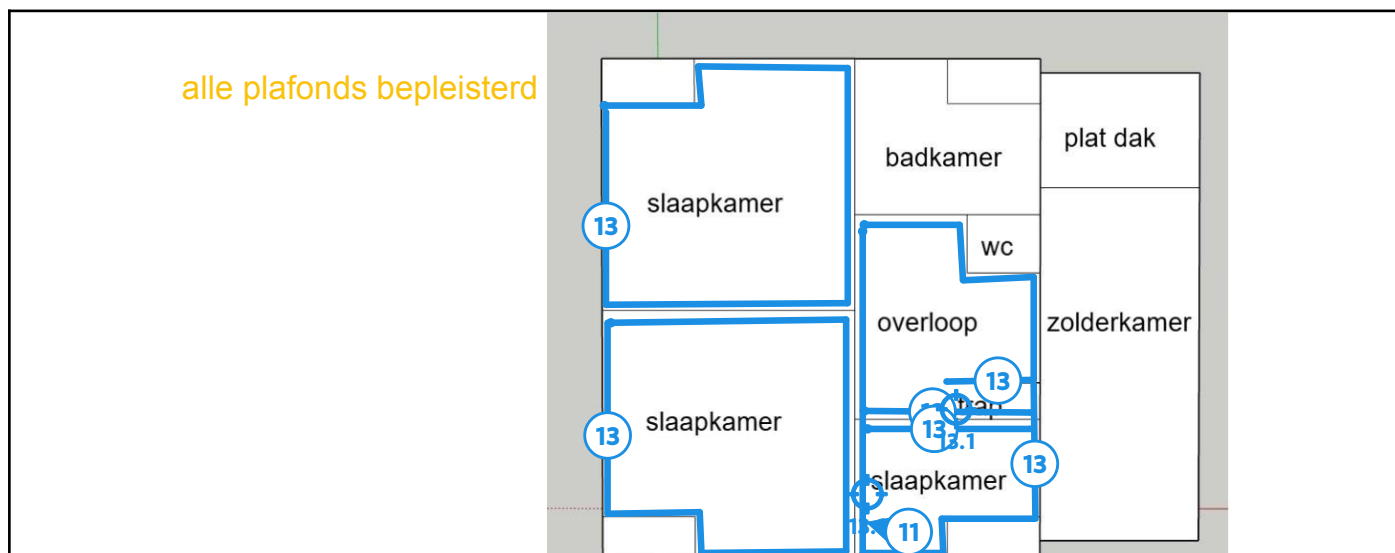 alle plafonds bepleisterd
plat dak
badkamer
slaapkamer
13
wc
overloop
zolderkamer
13
trap
13
13.1
slaapkamer
13
13
slaapkamer
11